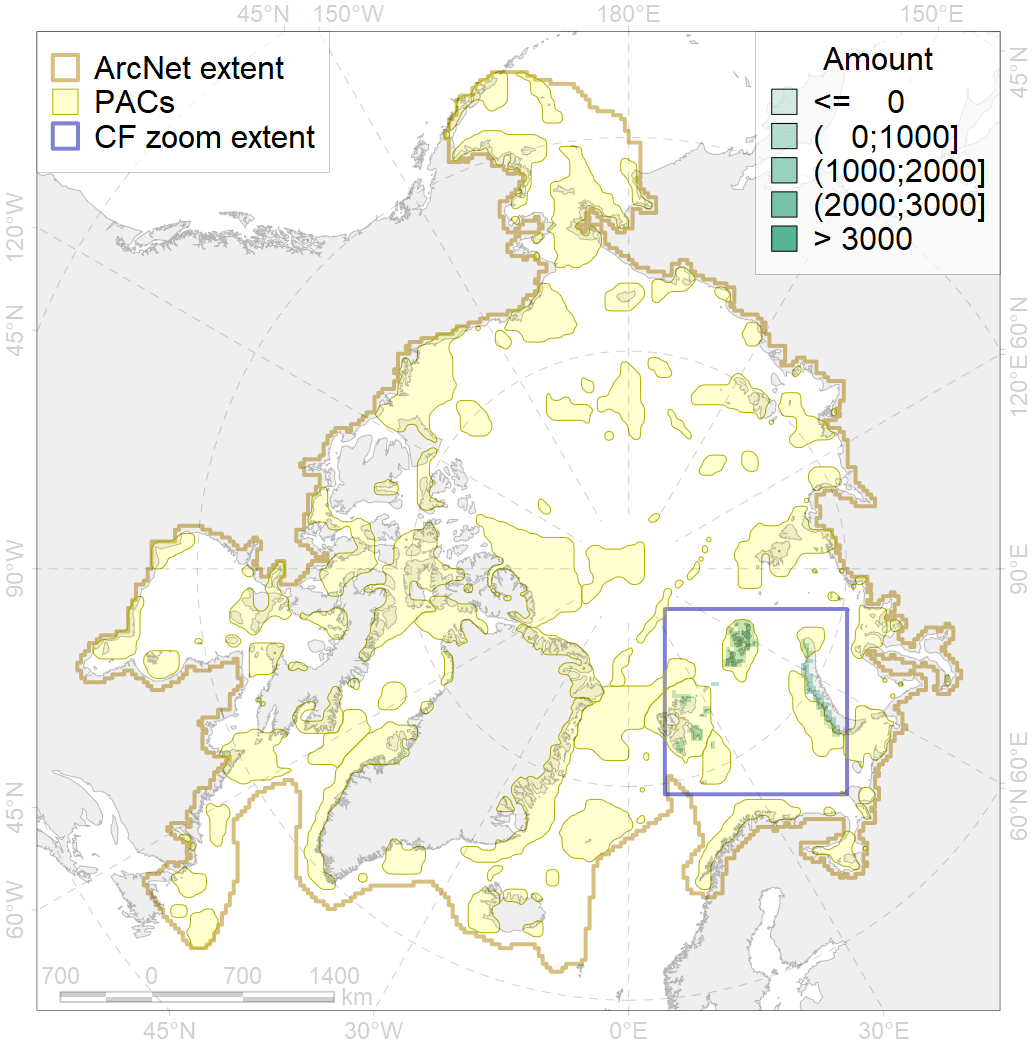 45°N 150°W 180°E 150°E
ArcNet extent
PACs
CF zoom extent
Amount
<= 0
( 0;1000]
(1000;2000]
(2000;3000]
> 3000
45°N
120°W
45°N
60°N
120°E
90°W
90°E
45°N
60°E
60°N
60°W
700 0 700 1400
km
45°W 30°W 0°E 30°E